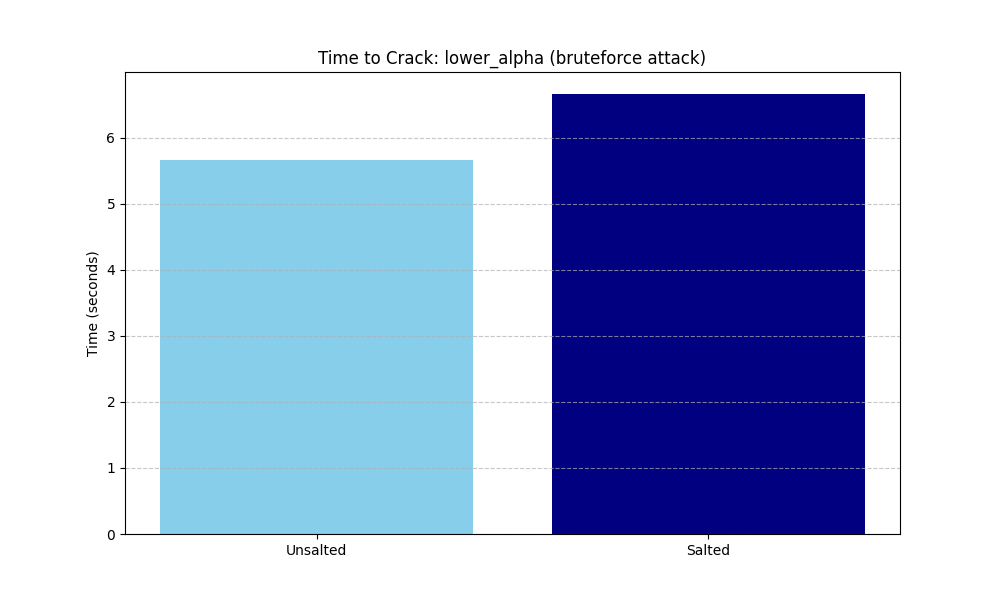 Time to Crack: lower_alpha (bruteforce attack)
Time (seconds)
6
5
4
3
2
1
0
Unsalted
Salted